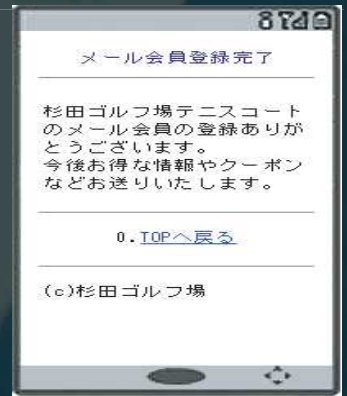 メール会員登録完了
杉田ゴルフ場テニスコート
のメール会員の登録ありが
とうございます。
今後お得な情報やクーポン
などお送りいたします。
0.TOPへ戻る
(c)杉田ゴルフ場